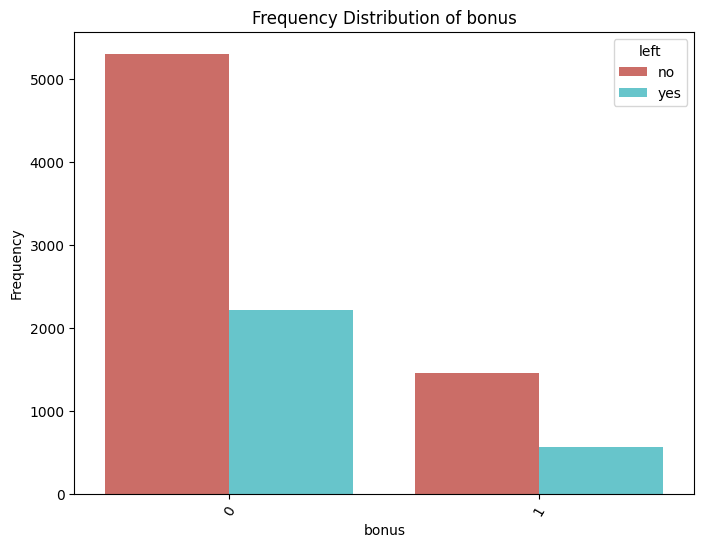 Frequency Distribution of bonus
left
no
yes
5000
4000
3000
2000
1000
0
Frequency
0
1
bonus